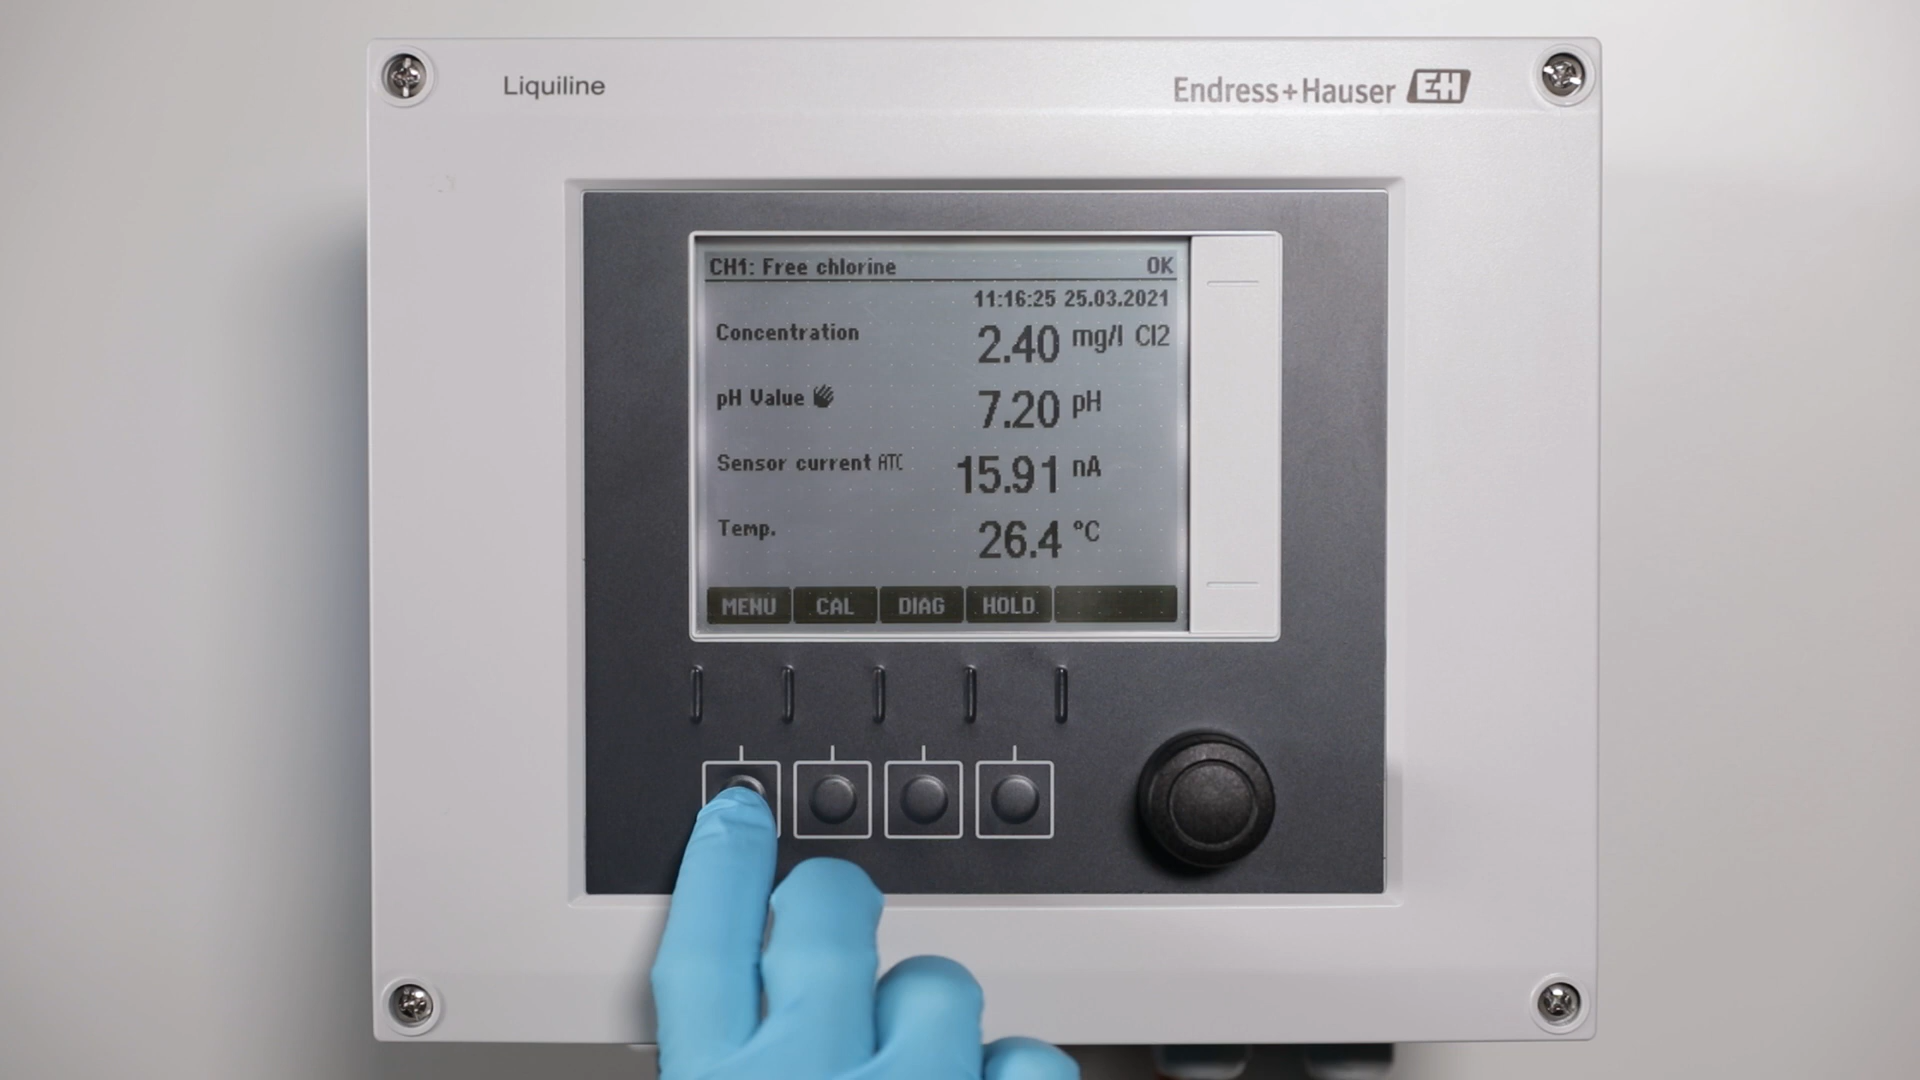 Liquiline
Endress+Hauser EH
CH1: Free chlorine OK
11:16:25 25.03.2021
Concentration 2.40 mg/l Cl2
pH Value 7.20 pH
Sensor current ATC 15.91 nA
Temp. 26.4 °C
MENU CAL DIAG HOLD